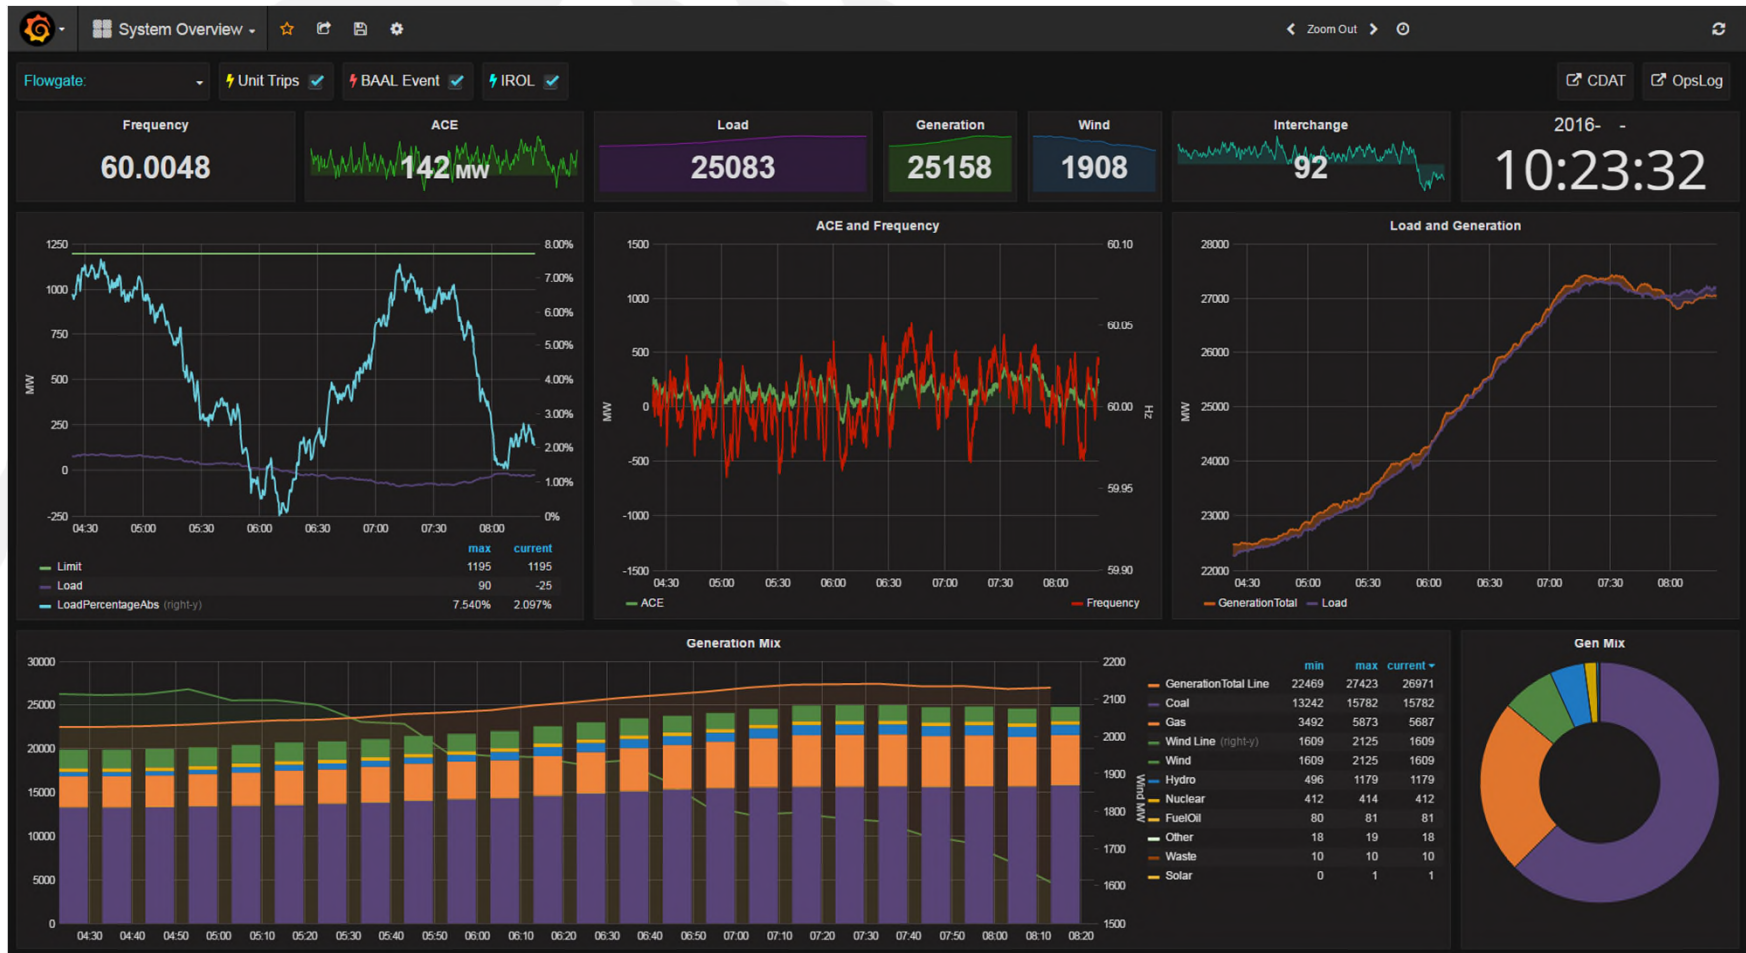 System Overview
Zoom Out
Flowgate:
Unit Trips
BAAL Event
IROL
CDAT
OpsLog
Frequency
60.0048
ACE
142 MW
Load
25083
Generation
25158
Wind
1908
Interchange
92
2016- -
10:23:32
1250
1000
750
500
250
0
-250
MW
8.00%
7.00%
6.00%
5.00%
4.00%
3.00%
2.00%
1.00%
0%
04:30 05:00 05:30 06:00 06:30 07:00 07:30 08:00
max current
Limit 1195 1195
Load 90 -25
LoadPercentageAbs (right-y) 7.540% 2.097%
ACE and Frequency
1500
1000
500
0
-500
-1000
-1500
MW
60.10
60.05
60.00
59.95
59.90
Hz
04:30 05:00 05:30 06:00 06:30 07:00 07:30 08:00
ACE
Frequency
Load and Generation
28000
27000
26000
25000
24000
23000
22000
MW
04:30 05:00 05:30 06:00 06:30 07:00 07:30 08:00
GenerationTotal Load
Generation Mix
30000
25000
20000
15000
10000
5000
0
2200
2100
2000
1900
1800
1700
1600
1500
Wind MW
04:30 04:40 04:50 05:00 05:10 05:20 05:30 05:40 05:50 06:00 06:10 06:20 06:30 06:40 06:50 07:00 07:10 07:20 07:30 07:40 07:50 08:00 08:10 08:20
min max current
GenerationTotal Line 22469 27423 26971
Coal 13242 15782 15782
Gas 3492 5873 5687
Wind Line (right-y) 1609 2125 1609
Wind 1609 2125 1609
Hydro 496 1179 1179
Nuclear 412 414 412
FuelOil 80 81 81
Other 18 19 18
Waste 10 10 10
Solar 0 1 1
Gen Mix